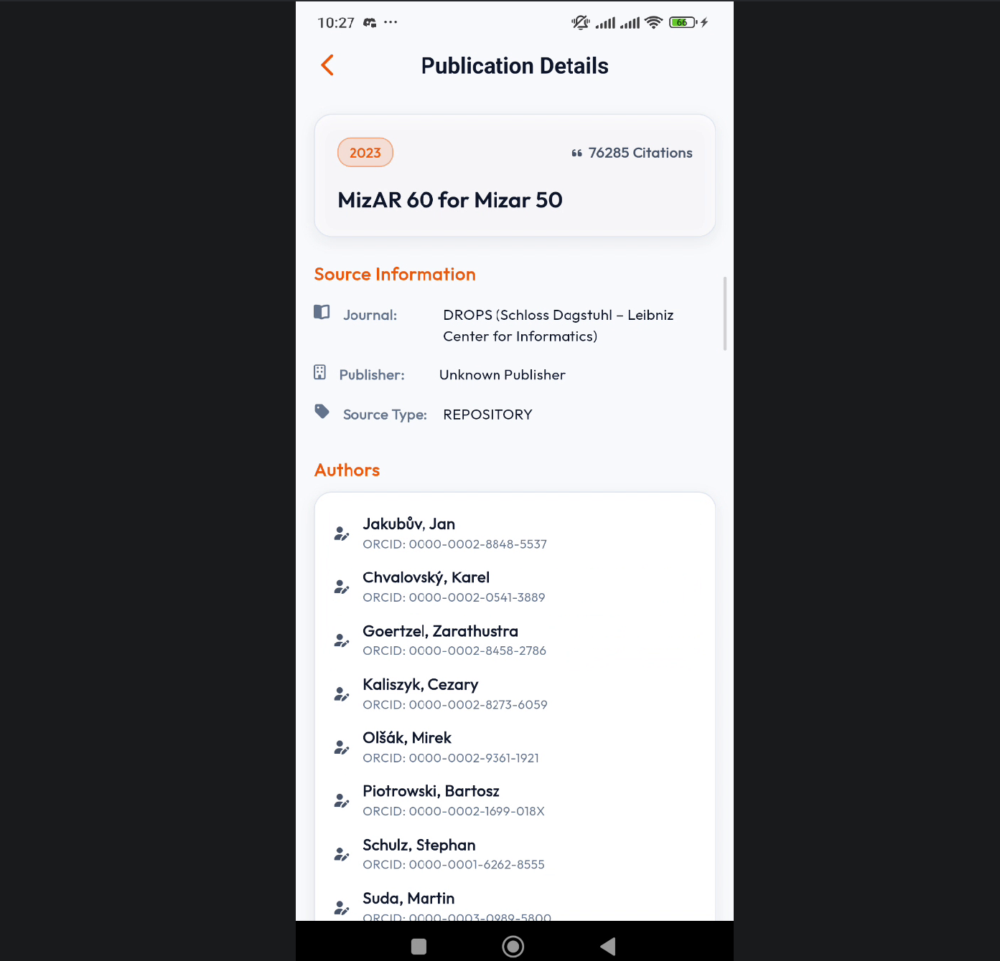 10:27
66
Publication Details
2023
76285 Citations
MizAR 60 for Mizar 50
Source Information
Journal:
DROPS (Schloss Dagstuhl – Leibniz
Center for Informatics)
Publisher:
Unknown Publisher
Source Type:
REPOSITORY
Authors
Jakubův, Jan
ORCID: 0000-0002-8848-5537
Chvalovský, Karel
ORCID: 0000-0002-0541-3889
Goertzel, Zarathustra
ORCID: 0000-0002-8458-2786
Kaliszyk, Cezary
ORCID: 0000-0002-8273-6059
Olšák, Mirek
ORCID: 0000-0002-9361-1921
Piotrowski, Bartosz
ORCID: 0000-0002-1699-018X
Schulz, Stephan
ORCID: 0000-0001-6262-8555
Suda, Martin
ORCID: 0000-0003-0989-5800